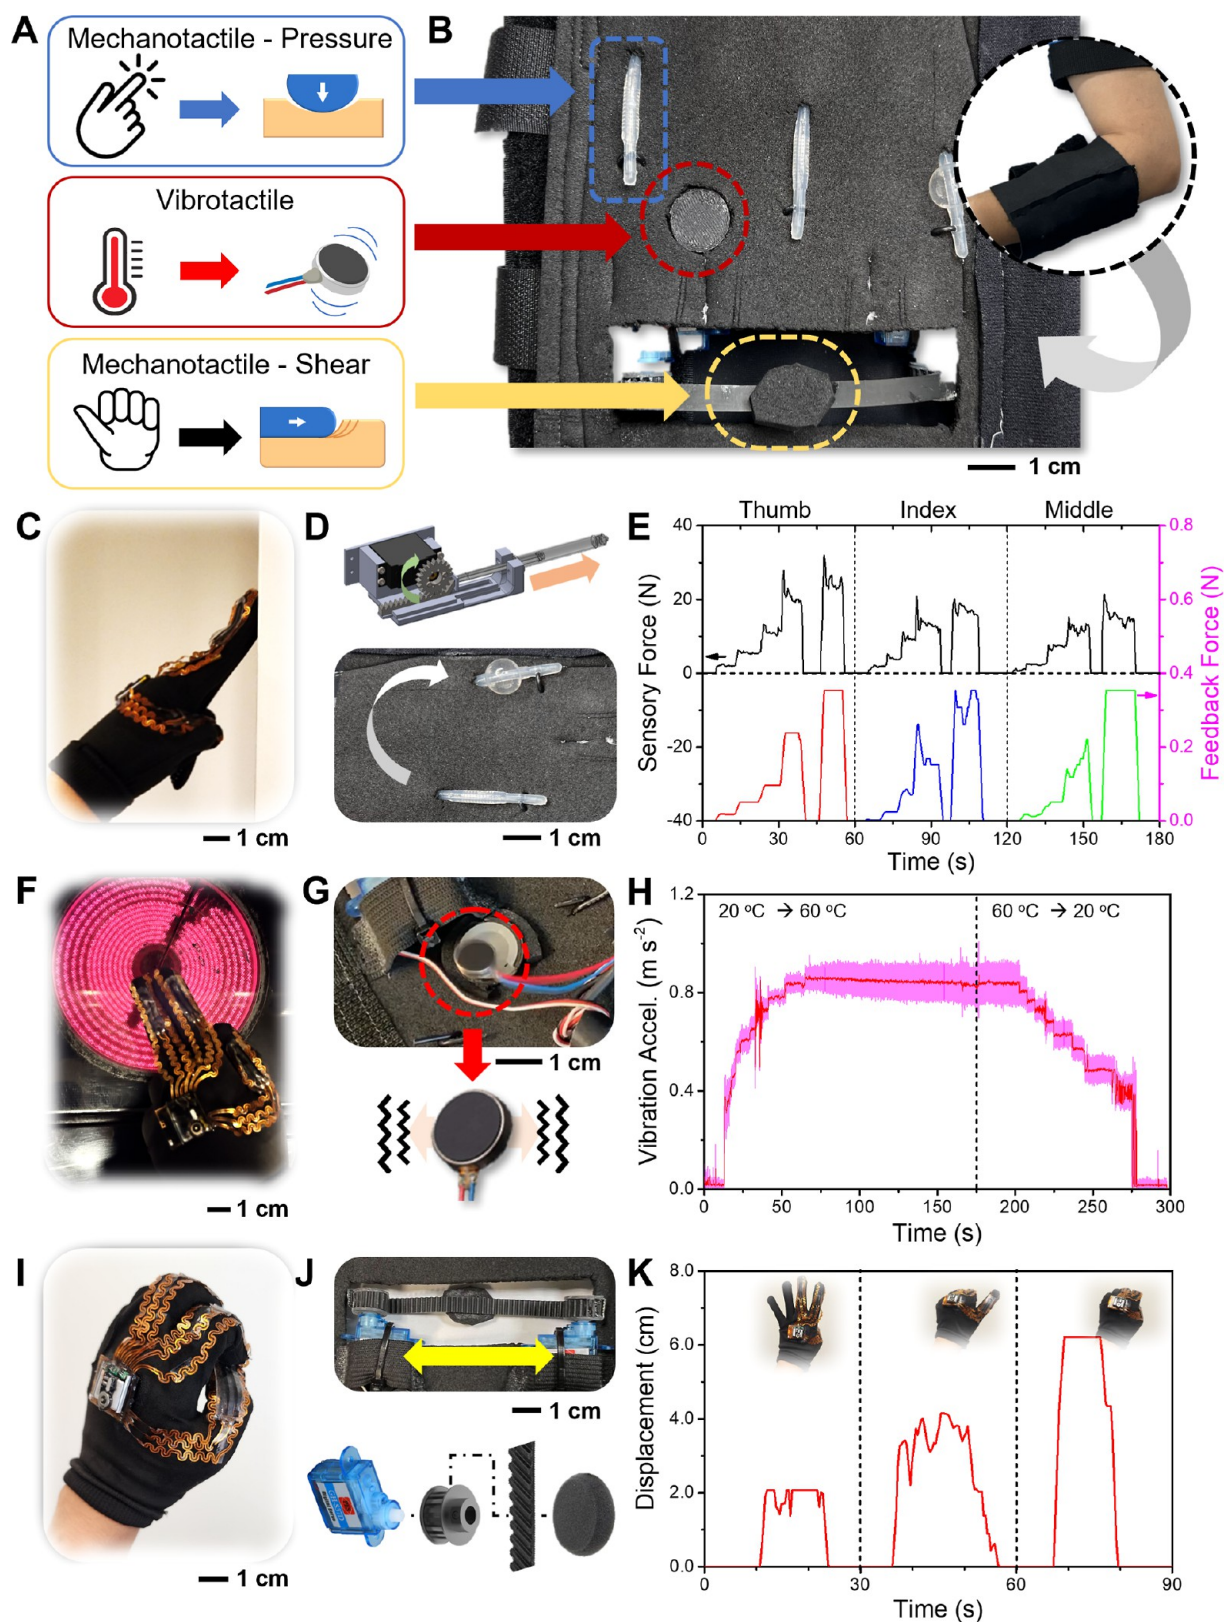 A
Mechanotactile - Pressure
B
Vibrotactile
Mechanotactile - Shear
1 cm
C
D
E
Thumb
Index
Middle
40
20
0
-20
-40
Sensory Force (N)
0.8
0.6
0.4
0.2
0.0
Feedback Force (N)
0
30
60
90
120
150
180
Time (s)
1 cm
1 cm
F
G
H
1.2
0.8
0.4
0.0
Vibration Accel. (m s⁻²)
20 ºC → 60 ºC
60 ºC → 20 ºC
0
50
100
150
200
250
300
Time (s)
1 cm
1 cm
I
J
K
8.0
6.0
4.0
2.0
0.0
Displacement (cm)
0
30
60
90
Time (s)
1 cm
1 cm